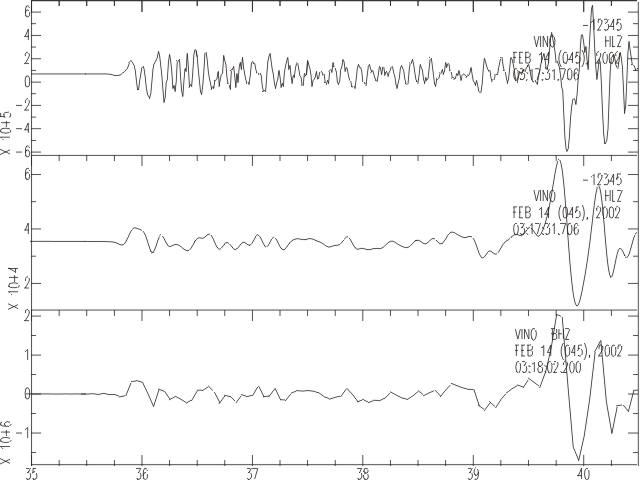 6
4
2
0
-2
-4
-6
X 10+5
-12345
VINO HLZ
FEB 14 (045), 2002
03:17:31.706
6
4
2
X 10+4
-12345
VINO HLZ
FEB 14 (045), 2002
03:17:31.706
2
1
0
-1
X 10+6
VINO BHZ
FEB 14 (045), 2002
03:18:02.200
35 36 37 38 39 40